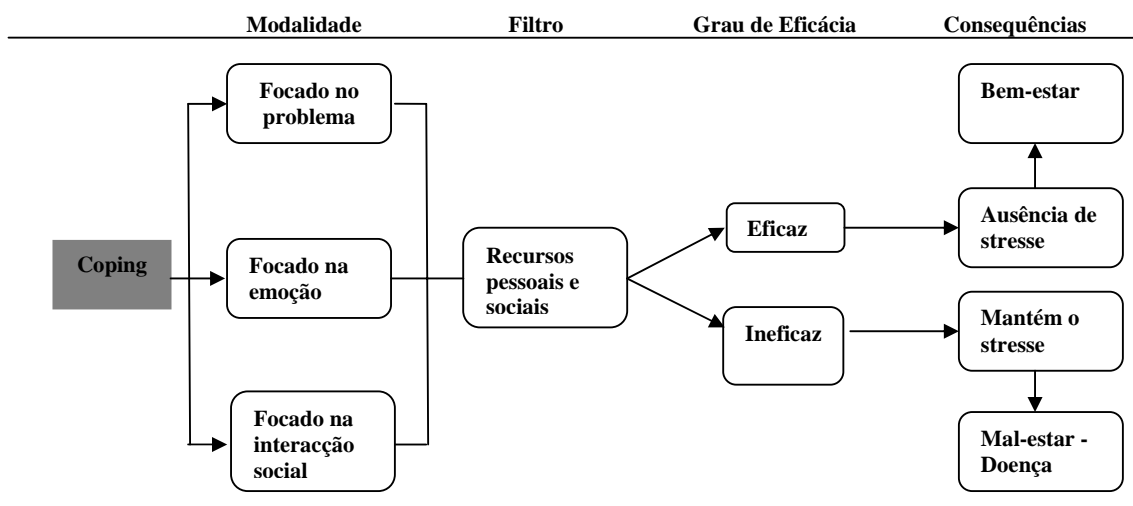 Modalidade Filtro Grau de Eficácia Consequências
Focado no
problema
Bem-estar
Coping
Focado na
emoção
Recursos
pessoais e
sociais
Eficaz
Ausência de
stresse
Ineficaz
Mantém o
stresse
Focado na
interacção
social
Mal-estar -
Doença